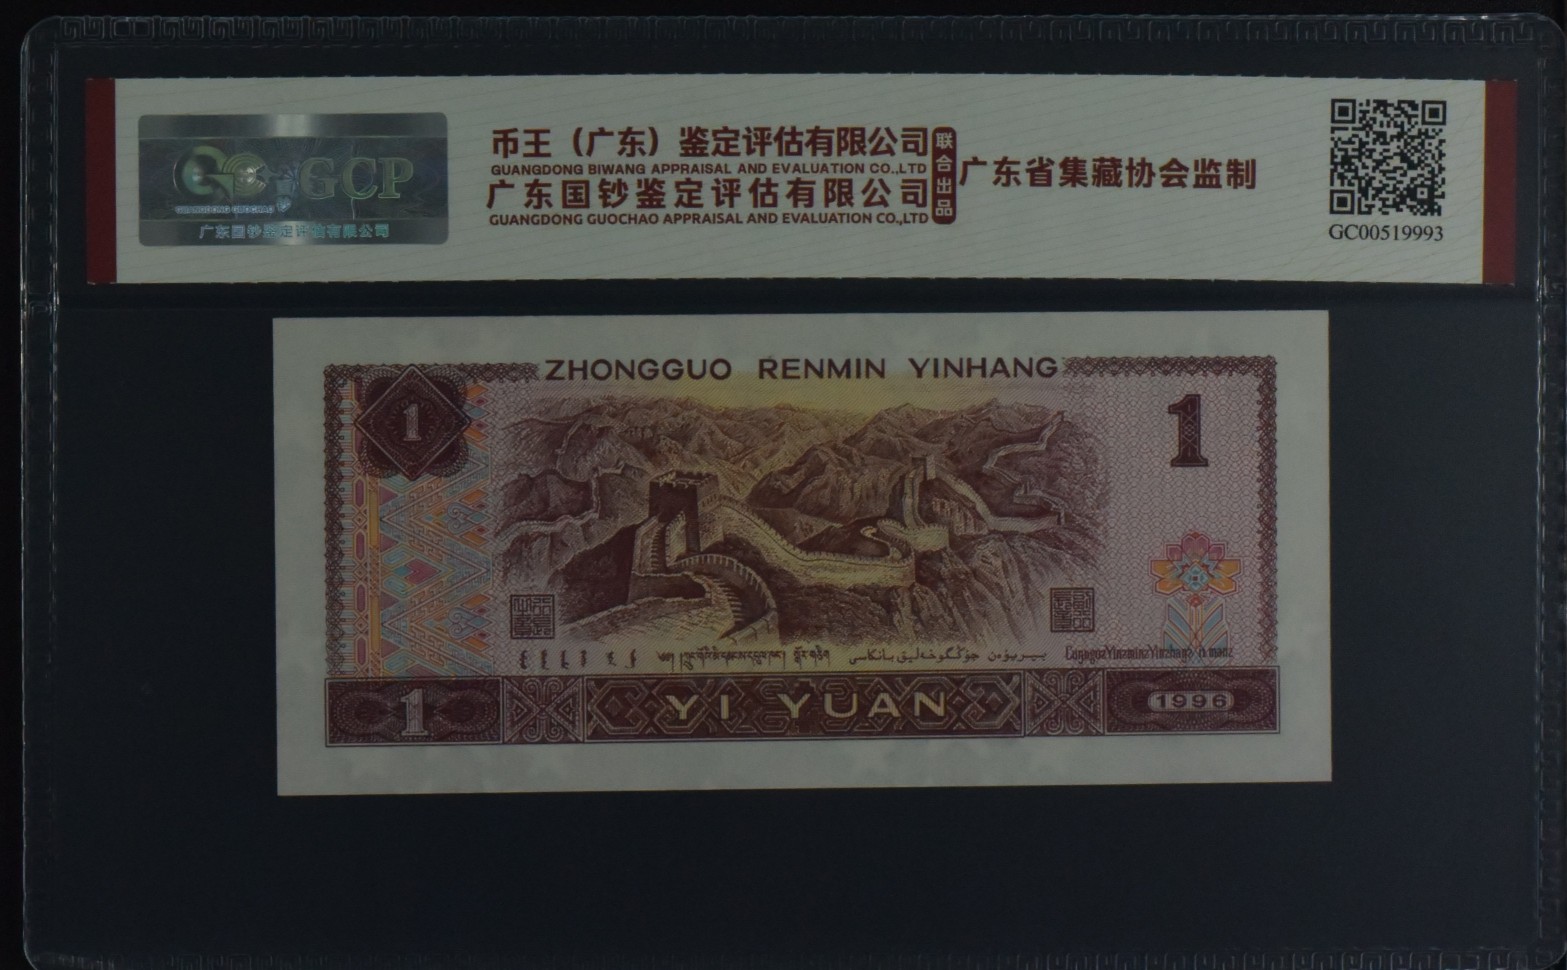 GCP
GUANGDONG GUOCHAO
广东国钞鉴定评估有限公司
币王（广东）鉴定评估有限公司
GUANGDONG BIWANG APPRAISAL AND EVALUATION CO.,LTD
广东国钞鉴定评估有限公司
GUANGDONG GUOCHAO APPRAISAL AND EVALUATION CO.,LTD
联合出品
广东省集藏协会监制
GC00519993
ZHONGGUO RENMIN YINHANG
1
1
1
YI YUAN
1996